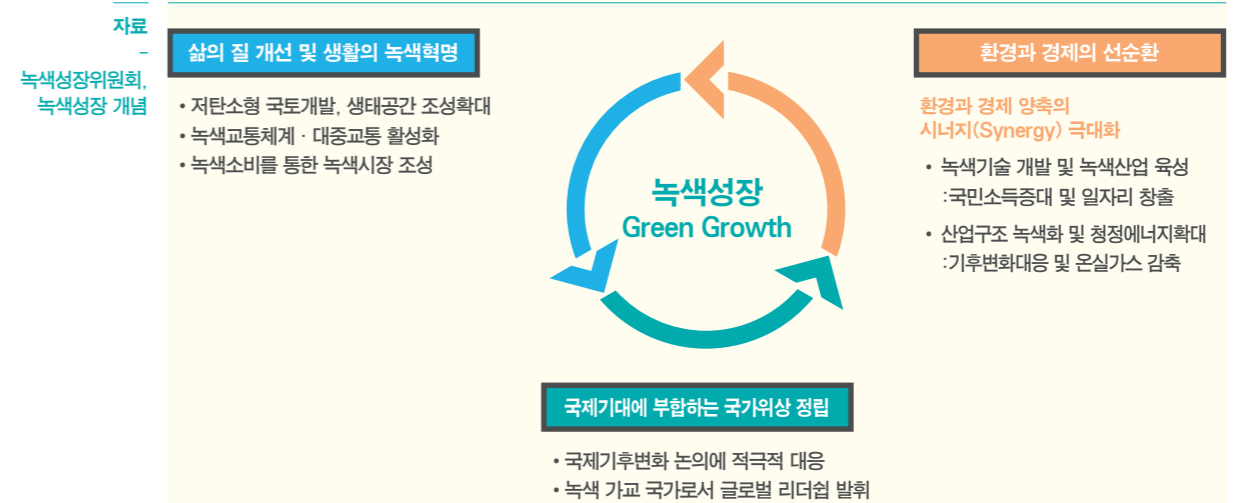 자료
–
녹색성장위원회,
녹색성장 개념
삶의 질 개선 및 생활의 녹색혁명
• 저탄소형 국토개발, 생태공간 조성확대
• 녹색교통체계 · 대중교통 활성화
• 녹색소비를 통한 녹색시장 조성
녹색성장
Green Growth
환경과 경제의 선순환
환경과 경제 양축의
시너지(Synergy) 극대화
• 녹색기술 개발 및 녹색산업 육성
:국민소득증대 및 일자리 창출
• 산업구조 녹색화 및 청정에너지확대
:기후변화대응 및 온실가스 감축
국제기대에 부합하는 국가위상 정립
• 국제기후변화 논의에 적극적 대응
• 녹색 가교 국가로서 글로벌 리더쉽 발휘